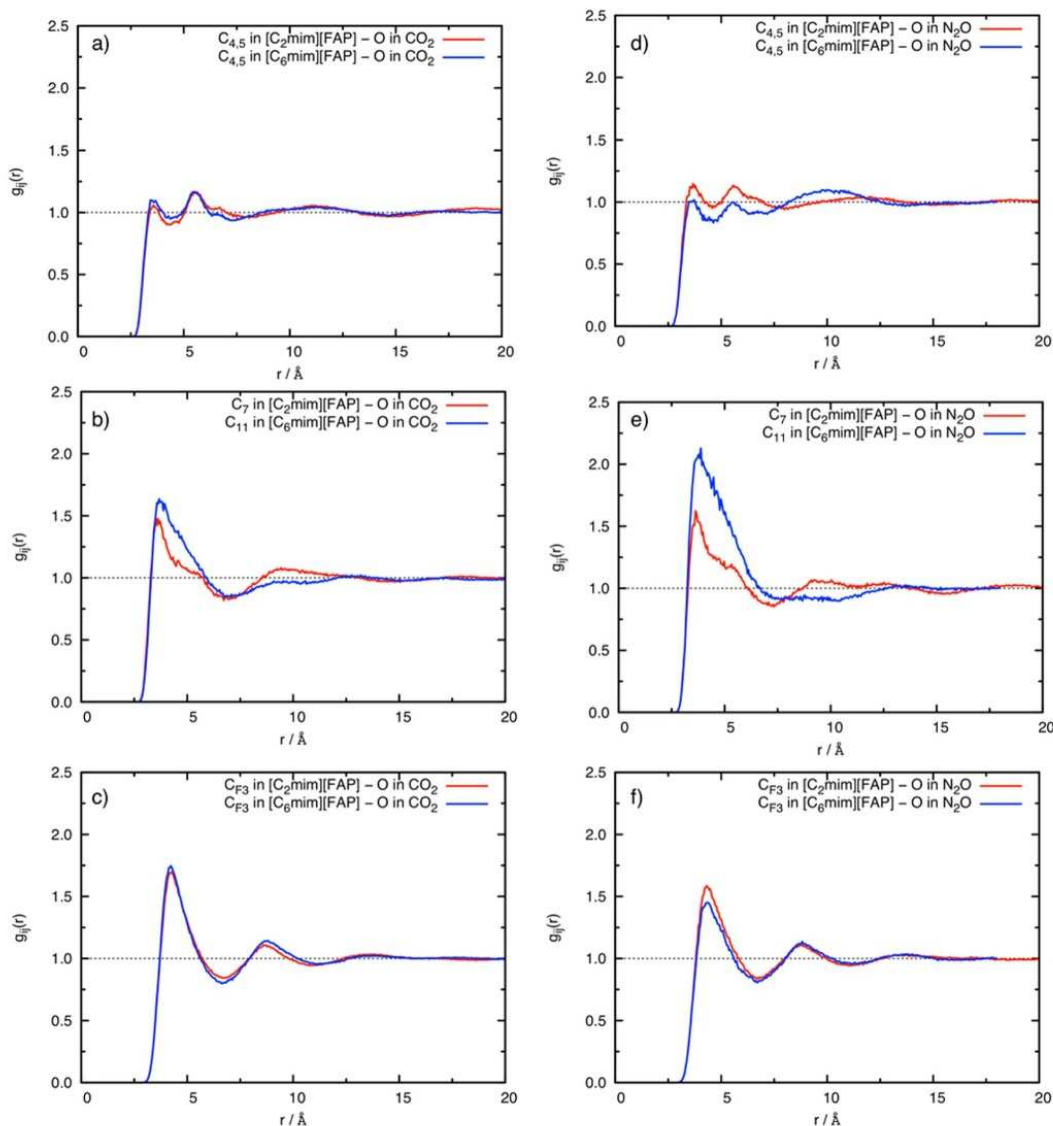 a)
C4,5 in [C2mim][FAP] – O in CO2
C4,5 in [C6mim][FAP] – O in CO2
gij(r)
2.5
2.0
1.5
1.0
0.5
0.0
0 5 10 15 20
r / Å
d)
C4,5 in [C2mim][FAP] – O in N2O
C4,5 in [C6mim][FAP] – O in N2O
gij(r)
2.5
2.0
1.5
1.0
0.5
0.0
0 5 10 15 20
r / Å
b)
C7 in [C2mim][FAP] – O in CO2
C11 in [C6mim][FAP] – O in CO2
gij(r)
2.5
2.0
1.5
1.0
0.5
0.0
0 5 10 15 20
r / Å
e)
C7 in [C2mim][FAP] – O in N2O
C11 in [C6mim][FAP] – O in N2O
gij(r)
2.5
2.0
1.5
1.0
0.5
0.0
0 5 10 15 20
r / Å
c)
CF3 in [C2mim][FAP] – O in CO2
CF3 in [C6mim][FAP] – O in CO2
gij(r)
2.5
2.0
1.5
1.0
0.5
0.0
0 5 10 15 20
r / Å
f)
CF3 in [C2mim][FAP] – O in N2O
CF3 in [C6mim][FAP] – O in N2O
gij(r)
2.5
2.0
1.5
1.0
0.5
0.0
0 5 10 15 20
r / Å